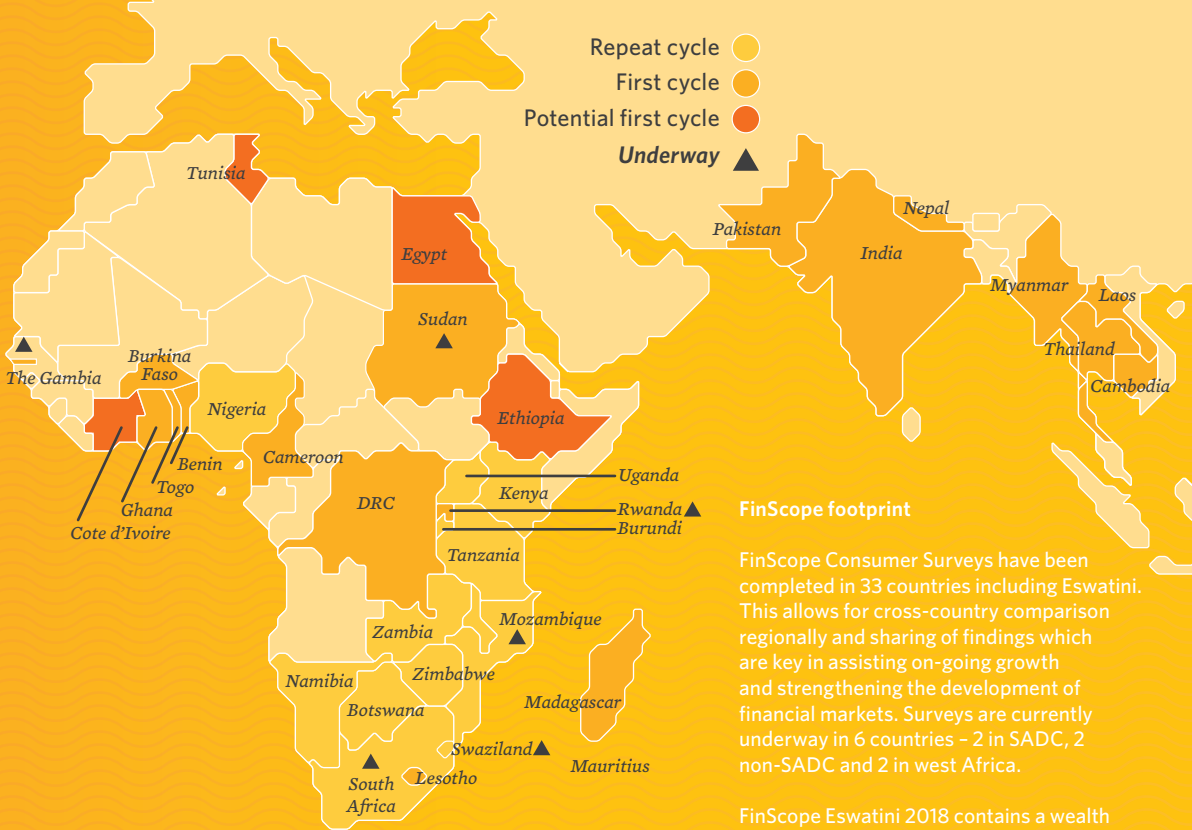 Repeat cycle
First cycle
Potential first cycle
Underway
Tunisia
Egypt
Pakistan
Nepal
India
Myanmar
Laos
Thailand
Cambodia
Sudan
The Gambia
Burkina
Faso
Nigeria
Ethiopia
Benin
Togo
Ghana
Cote d’Ivoire
Cameroon
DRC
Uganda
Kenya
Rwanda
Burundi
Tanzania
Mozambique
Zambia
Zimbabwe
Namibia
Botswana
Madagascar
Swaziland
Mauritius
Lesotho
South
Africa
FinScope footprint
FinScope Consumer Surveys have been
completed in 33 countries including Eswatini.
This allows for cross-country comparison
regionally and sharing of findings which
are key in assisting on-going growth
and strengthening the development of
financial markets. Surveys are currently
underway in 6 countries – 2 in SADC, 2
non-SADC and 2 in west Africa.
FinScope Eswatini 2018 contains a wealth